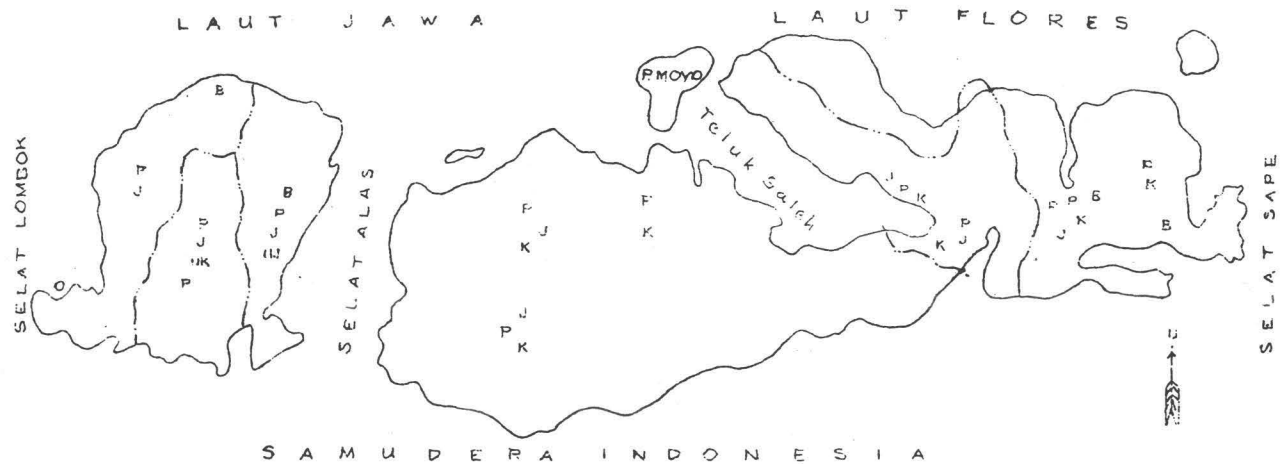 LAUT JAWA
LAUT FLORES
P. MOYO
Teluk Saleh
SELAT LOMBOK
SELAT ALAS
SELAT SAPE
B
P
J
P
J
K
P
B
P
J
P
J
K
P
K
J
P
K
J
P
K
P
J
K
P
P
B
K
J
K
B
U
SAMUDERA INDONESIA